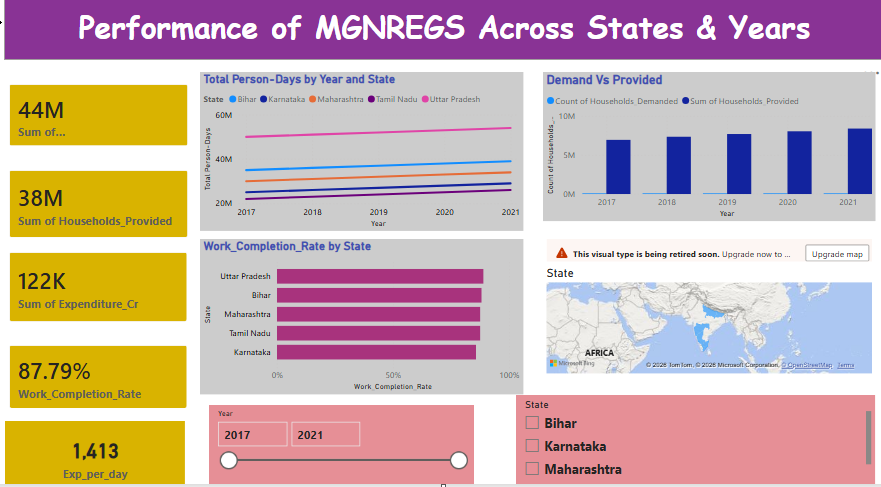 Performance of MGNREGS Across States & Years
44M
Sum of...
38M
Sum of Households_Provided
122K
Sum of Expenditure_Cr
87.79%
Work_Completion_Rate
1,413
Exp_per_day
Total Person-Days by Year and State
State Bihar Karnataka Maharashtra Tamil Nadu Uttar Pradesh
Total Person-Days
60M
40M
20M
2017 2018 2019 2020 2021
Year
Demand Vs Provided
Count of Households_Demanded Sum of Households_Provided
Count of Households_...
10M
5M
0M
2017 2018 2019 2020 2021
Year
Work_Completion_Rate by State
State
Uttar Pradesh
Bihar
Maharashtra
Tamil Nadu
Karnataka
0% 50% 100%
Work_Completion_Rate
This visual type is being retired soon. Upgrade now to ... Upgrade map
State
AFRICA
Microsoft Bing
© 2026 TomTom, © 2026 Microsoft Corporation, © OpenStreetMap Terms
Year
2017 2021
State
Bihar
Karnataka
Maharashtra